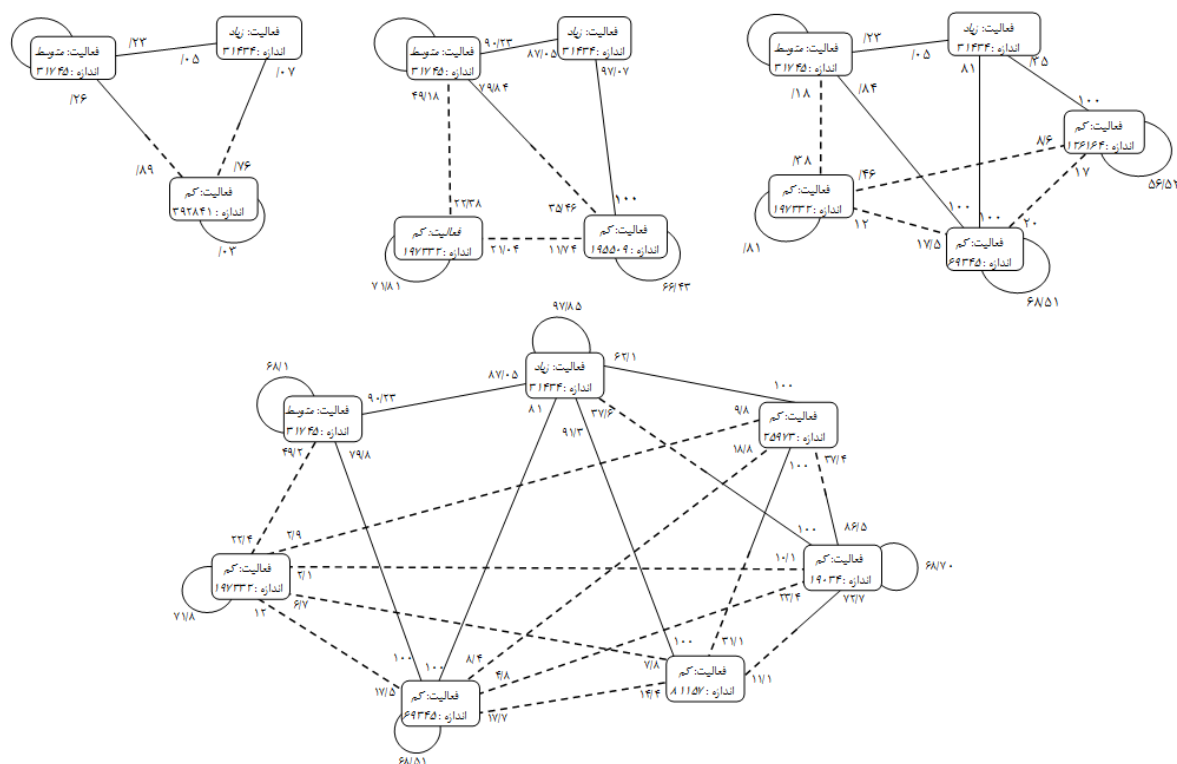 فعالیت: متوسط
اندازه : ۳۱۷۴۵
/۲۳
/۰۵
فعالیت: زیاد
اندازه : ۳۱۴۳۴
/۰۷
/۲۶
/۸۹
/۷۶
فعالیت: کم
اندازه : ۳۹۲۸۴۱
/۰۳
فعالیت: متوسط
اندازه : ۳۱۷۴۵
۹۰/۲۳
۸۷/۰۵
فعالیت: زیاد
اندازه : ۳۱۴۳۴
۹۷/۰۷
۴۹/۱۸
۷۹/۸۴
۲۲/۳۸
۳۵/۴۶
۱۰۰
فعالیت: کم
اندازه : ۱۹۷۳۳۲
۲۱/۰۴
۱۱/۷۴
فعالیت: کم
اندازه : ۱۹۵۵۰۹
۷۱/۸۱
۶۶/۴۳
فعالیت: متوسط
اندازه : ۳۱۷۴۵
/۲۳
/۰۵
فعالیت: زیاد
اندازه : ۳۱۴۳۴
۸۱
/۳۵
/۱۸
/۸۴
۱۰۰
فعالیت: کم
اندازه : ۱۲۶۱۶۴
۸/۶
۱۷
۵۶/۵۲
/۳۸
/۴۶
فعالیت: کم
اندازه : ۱۹۷۳۳۲
۱۲
۱۷/۵
۱۰۰
۱۰۰
۲۰
فعالیت: کم
اندازه : ۶۹۳۴۵
/۸۱
۶۸/۵۱
۹۷/۸۵
فعالیت: زیاد
اندازه : ۳۱۴۳۴
۶۲/۱
۸۷/۰۵
۸۱
۹۱/۳
۳۷/۶
۶۸/۱
فعالیت: متوسط
اندازه : ۳۱۷۴۵
۹۰/۲۳
۴۹/۲
۷۹/۸
۱۰۰
۹/۸
فعالیت: کم
اندازه : ۲۵۹۷۳
۱۸/۸
۱۰۰
۳۷/۴
۲۲/۴
۲/۹
فعالیت: کم
اندازه : ۱۹۷۳۳۲
۲/۱
۶/۷
۱۲
۷۱/۸
۱۰۰
۸۶/۵
۱۰/۱
فعالیت: کم
اندازه : ۱۹۰۳۴
۶۸/۷۰
۲۳/۴
۷۲/۷
۱۰۰
۱۰۰
۸/۴
۴/۸
۱۷/۵
فعالیت: کم
اندازه : ۶۹۳۴۵
۱۷/۷
۶۸/۵۱
۱۰۰
۳۱/۱
۷/۸
فعالیت: کم
اندازه : ۸۱۱۵۷
۱۴/۴
۱۱/۱